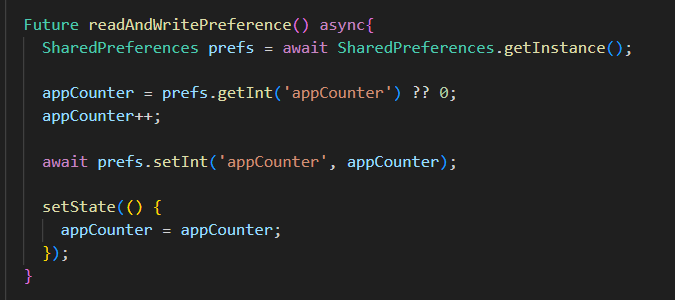 Future readAndWritePreference() async{
SharedPreferences prefs = await SharedPreferences.getInstance();
appCounter = prefs.getInt('appCounter') ?? 0;
appCounter++;
await prefs.setInt('appCounter', appCounter);
setState(() {
appCounter = appCounter;
});
}